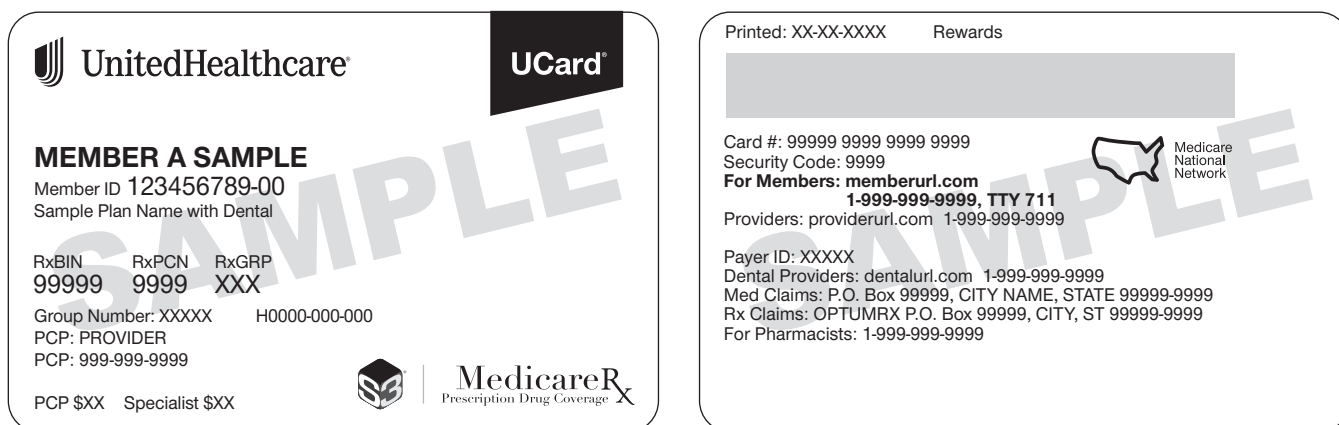 UnitedHealthcare®
UCard®
MEMBER A SAMPLE
Member ID 123456789-00
Sample Plan Name with Dental
RxBIN RxPCN RxGRP
99999 9999 XXX
Group Number: XXXXX H0000-000-000
PCP: PROVIDER
PCP: 999-999-9999
PCP $XX Specialist $XX
S3
MedicareRx
Prescription Drug Coverage
SAMPLE
Printed: XX-XX-XXXX Rewards
Card #: 99999 9999 9999 9999
Security Code: 9999
For Members: memberurl.com
1-999-999-9999, TTY 711
Providers: providerurl.com 1-999-999-9999
Medicare
National
Network
Payer ID: XXXXX
Dental Providers: dentalurl.com 1-999-999-9999
Med Claims: P.O. Box 99999, CITY NAME, STATE 99999-9999
Rx Claims: OPTUMRX P.O. Box 99999, CITY, ST 99999-9999
For Pharmacists: 1-999-999-9999
SAMPLE